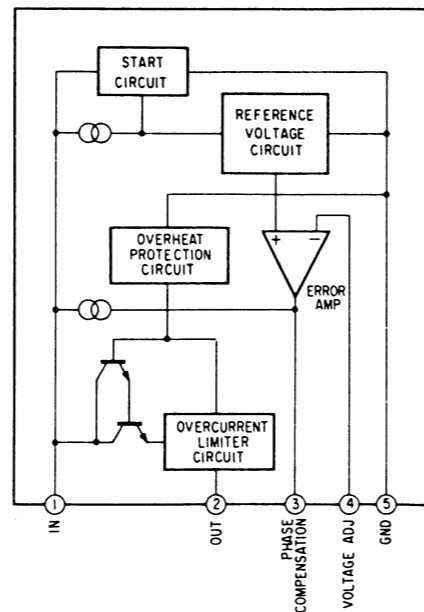 START
CIRCUIT
REFERENCE
VOLTAGE
CIRCUIT
+ −
OVERHEAT
PROTECTION
CIRCUIT
ERROR
AMP
OVERCURRENT
LIMITER
CIRCUIT
1 2 3 4 5
IN
OUT
PHASE
COMPENSATION
VOLTAGE ADJ
GND